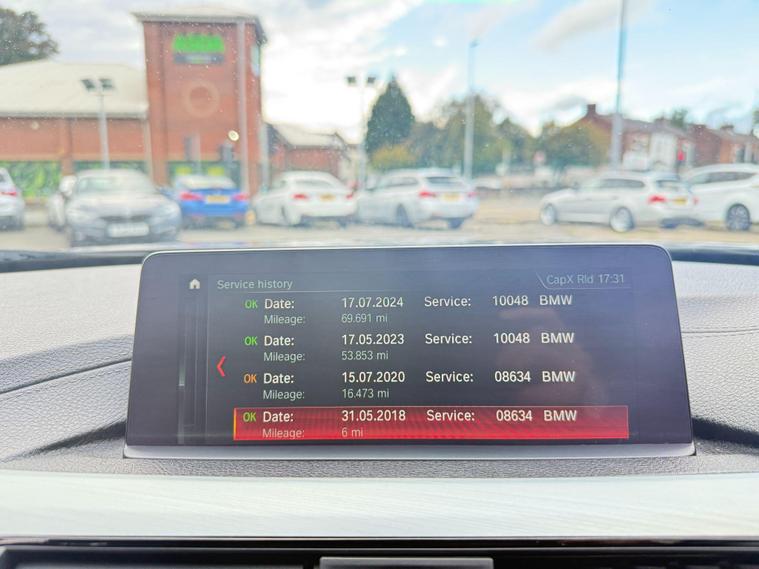 Service history
CapX Rld 17:31
OK Date: 17.07.2024 Service: 10048 BMW
Mileage: 69.691 mi
OK Date: 17.05.2023 Service: 10048 BMW
Mileage: 53.853 mi
OK Date: 15.07.2020 Service: 08634 BMW
Mileage: 16.473 mi
OK Date: 31.05.2018 Service: 08634 BMW
Mileage: 6 mi